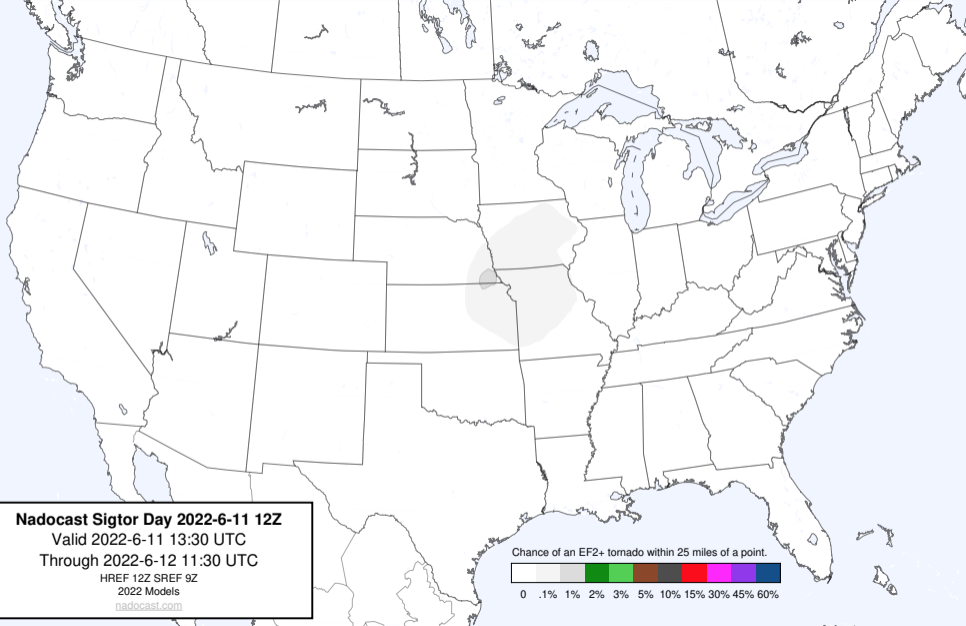 Nadocast Sigtor Day 2022-6-11 12Z
Valid 2022-6-11 13:30 UTC
Through 2022-6-12 11:30 UTC
HREF 12Z SREF 9Z
2022 Models
nadocast.com
Chance of an EF2+ tornado within 25 miles of a point.
0 .1% 1% 2% 3% 5% 10% 15% 30% 45% 60%